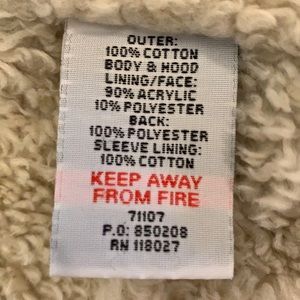 OUTER:
100% COTTON
BODY & HOOD
LINING/FACE:
90% ACRYLIC
10% POLYESTER
BACK:
100% POLYESTER
SLEEVE LINING:
100% COTTON
KEEP AWAY
FROM FIRE
71107
P.O: 850208
RN 118027